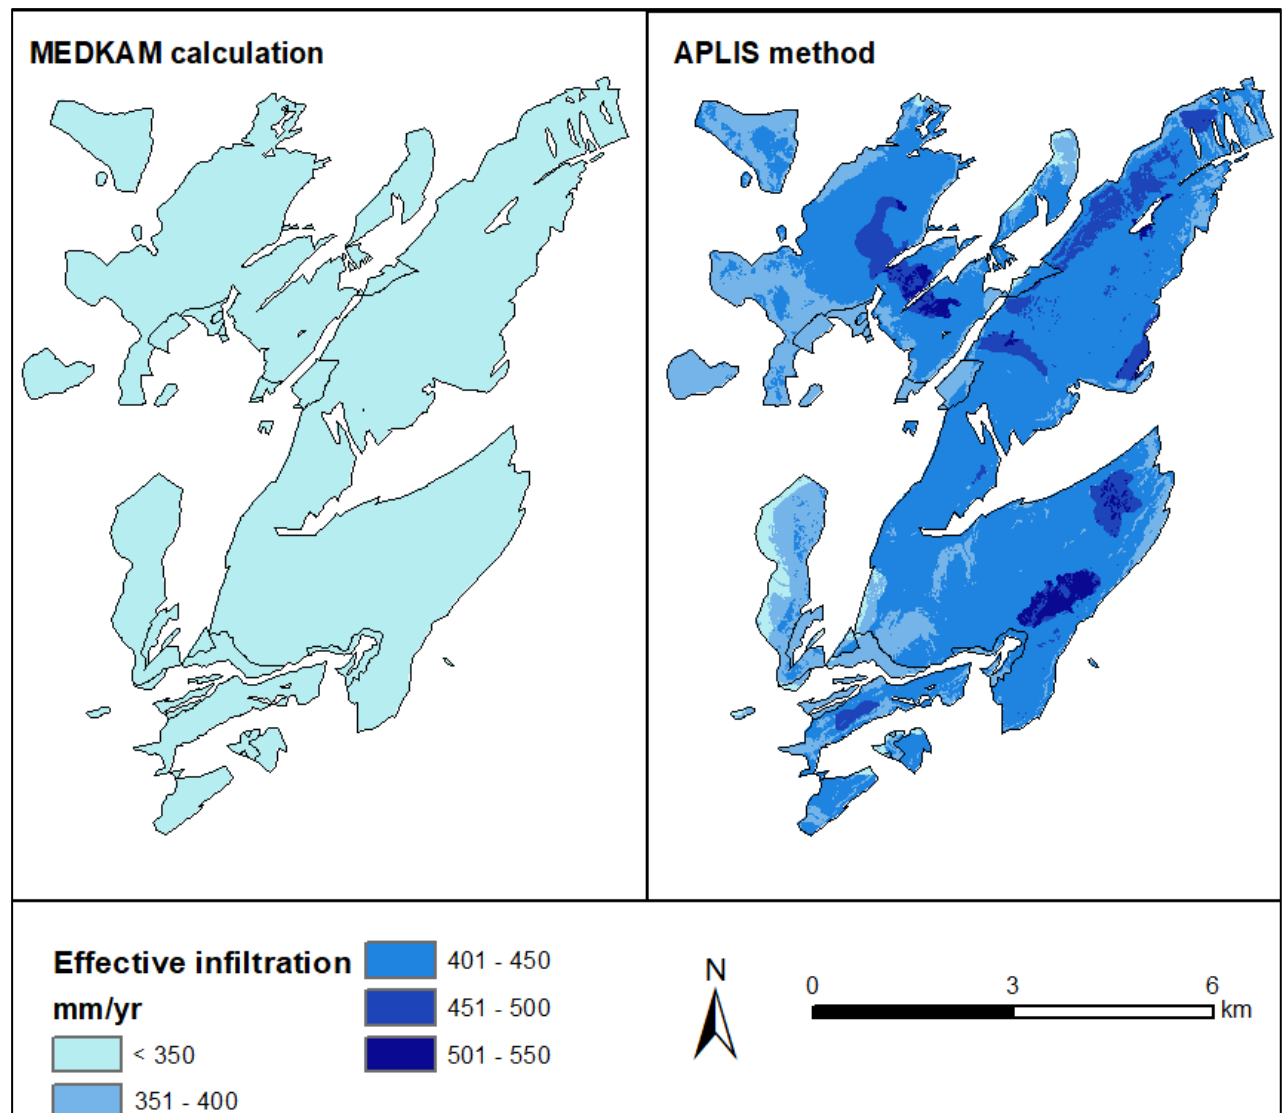 MEDKAM calculation
APLIS method
Effective infiltration
mm/yr
< 350
351 - 400
401 - 450
451 - 500
501 - 550
N
0 3 6
km